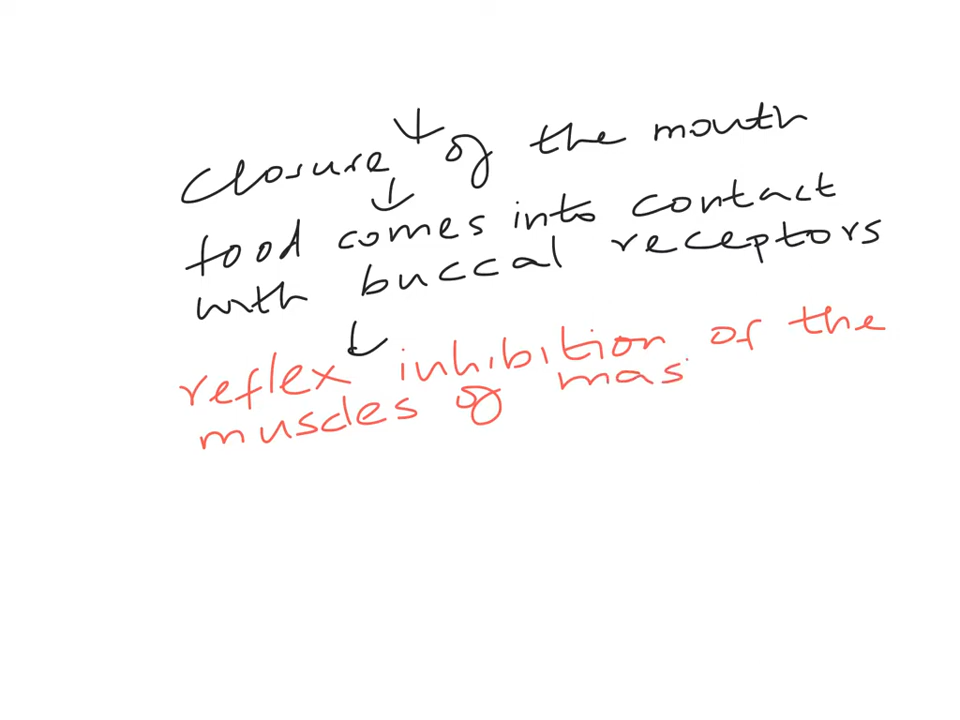 ↓
closure of the mouth
↓
food comes into contact
with buccal receptors
↓
reflex inhibition of the
muscles of mas